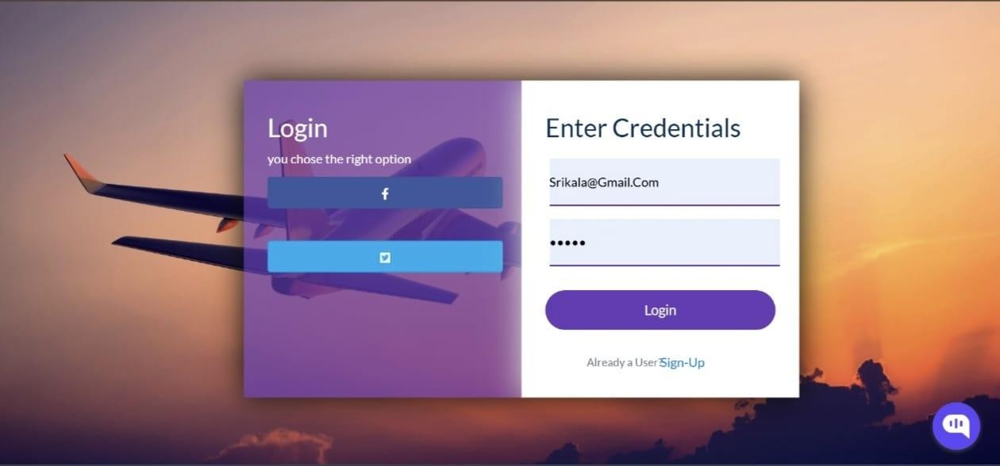 Login
you chose the right option
Enter Credentials
Srikala@Gmail.Com
•••••
Login
Already a User?Sign-Up